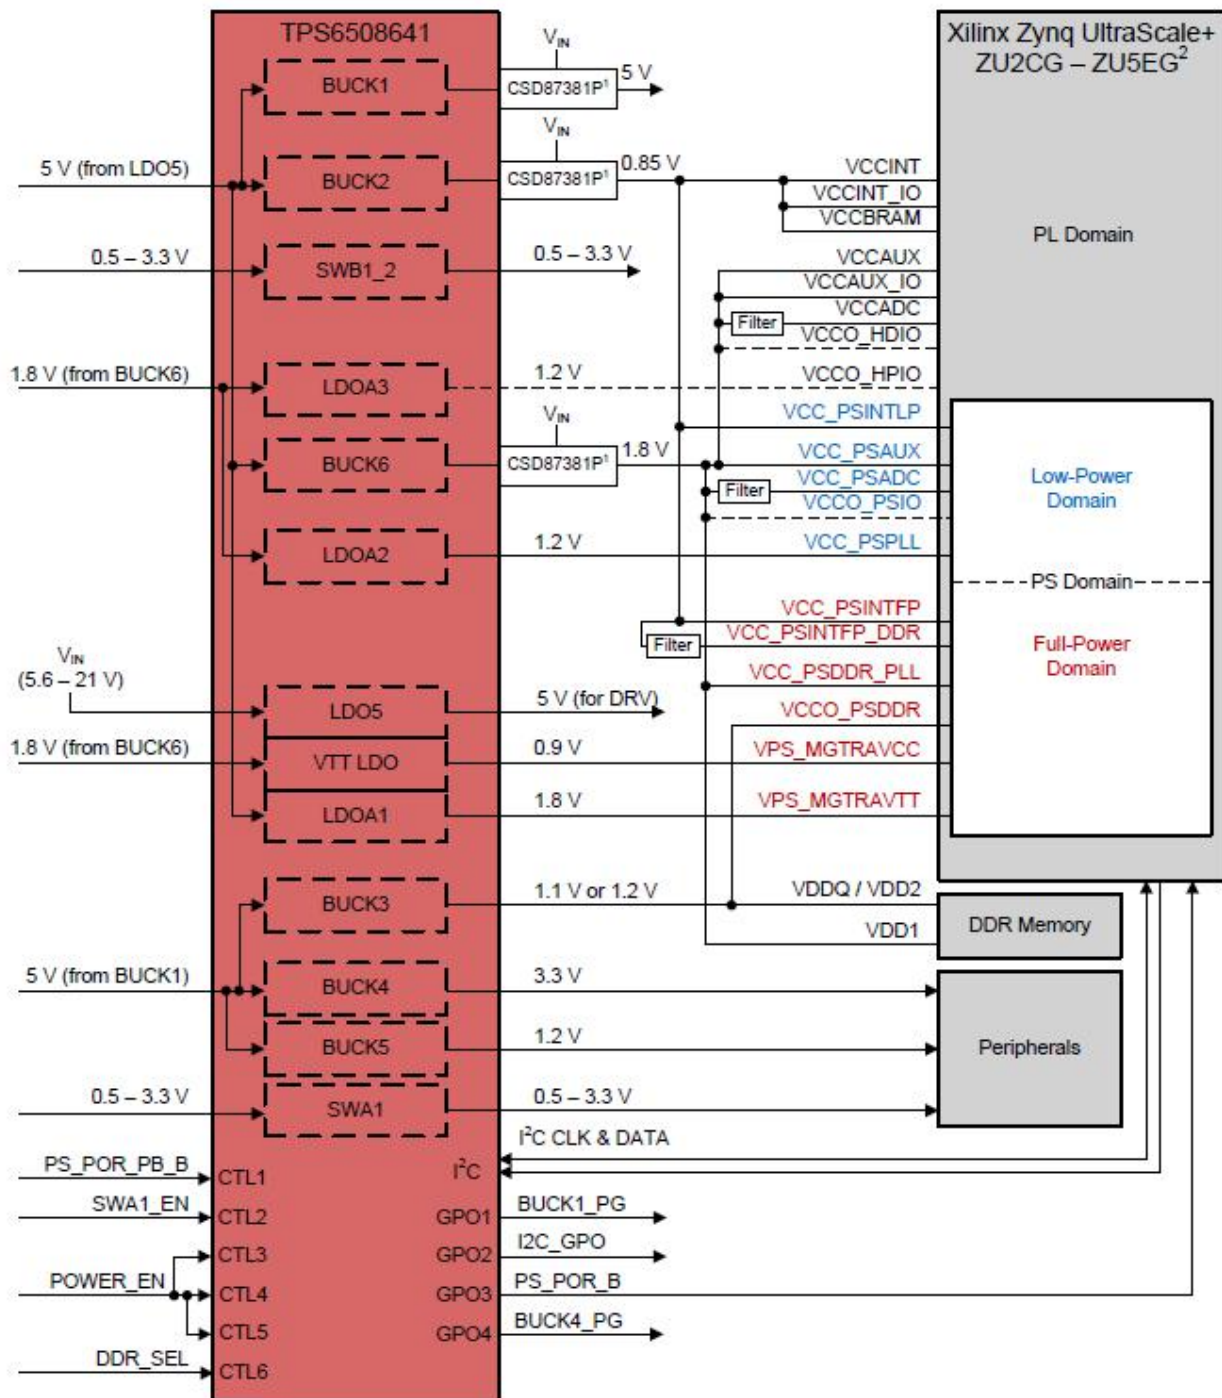 TPS6508641
Xilinx Zynq UltraScale+
ZU2CG – ZU5EG²
V_IN
BUCK1
CSD87381P¹
5 V
V_IN
5 V (from LDO5)
BUCK2
CSD87381P¹
0.85 V
VCCINT
VCCINT_IO
VCCBRAM
PL Domain
0.5 – 3.3 V
SWB1_2
0.5 – 3.3 V
VCCAUX
VCCAUX_IO
Filter
VCCADC
VCCO_HDIO
1.8 V (from BUCK6)
LDOA3
1.2 V
VCCO_HPIO
V_IN
VCC_PSINTLP
BUCK6
CSD87381P¹
1.8 V
VCC_PSAUX
Filter
VCC_PSADC
VCCO_PSIO
Low-Power
Domain
LDOA2
1.2 V
VCC_PSPLL
PS Domain
VCC_PSINTFP
Filter
VCC_PSINTFP_DDR
Full-Power
Domain
V_IN
(5.6 – 21 V)
VCC_PSDDR_PLL
LDO5
5 V (for DRV)
VCCO_PSDDR
1.8 V (from BUCK6)
VTT LDO
0.9 V
VPS_MGTRAVCC
LDOA1
1.8 V
VPS_MGTRAVTT
BUCK3
1.1 V or 1.2 V
VDDQ / VDD2
VDD1
DDR Memory
5 V (from BUCK1)
BUCK4
3.3 V
BUCK5
1.2 V
Peripherals
0.5 – 3.3 V
SWA1
0.5 – 3.3 V
I²C CLK & DATA
PS_POR_PB_B
CTL1
I²C
SWA1_EN
CTL2
GPO1
BUCK1_PG
CTL3
GPO2
I2C_GPO
POWER_EN
CTL4
GPO3
PS_POR_B
CTL5
GPO4
BUCK4_PG
DDR_SEL
CTL6